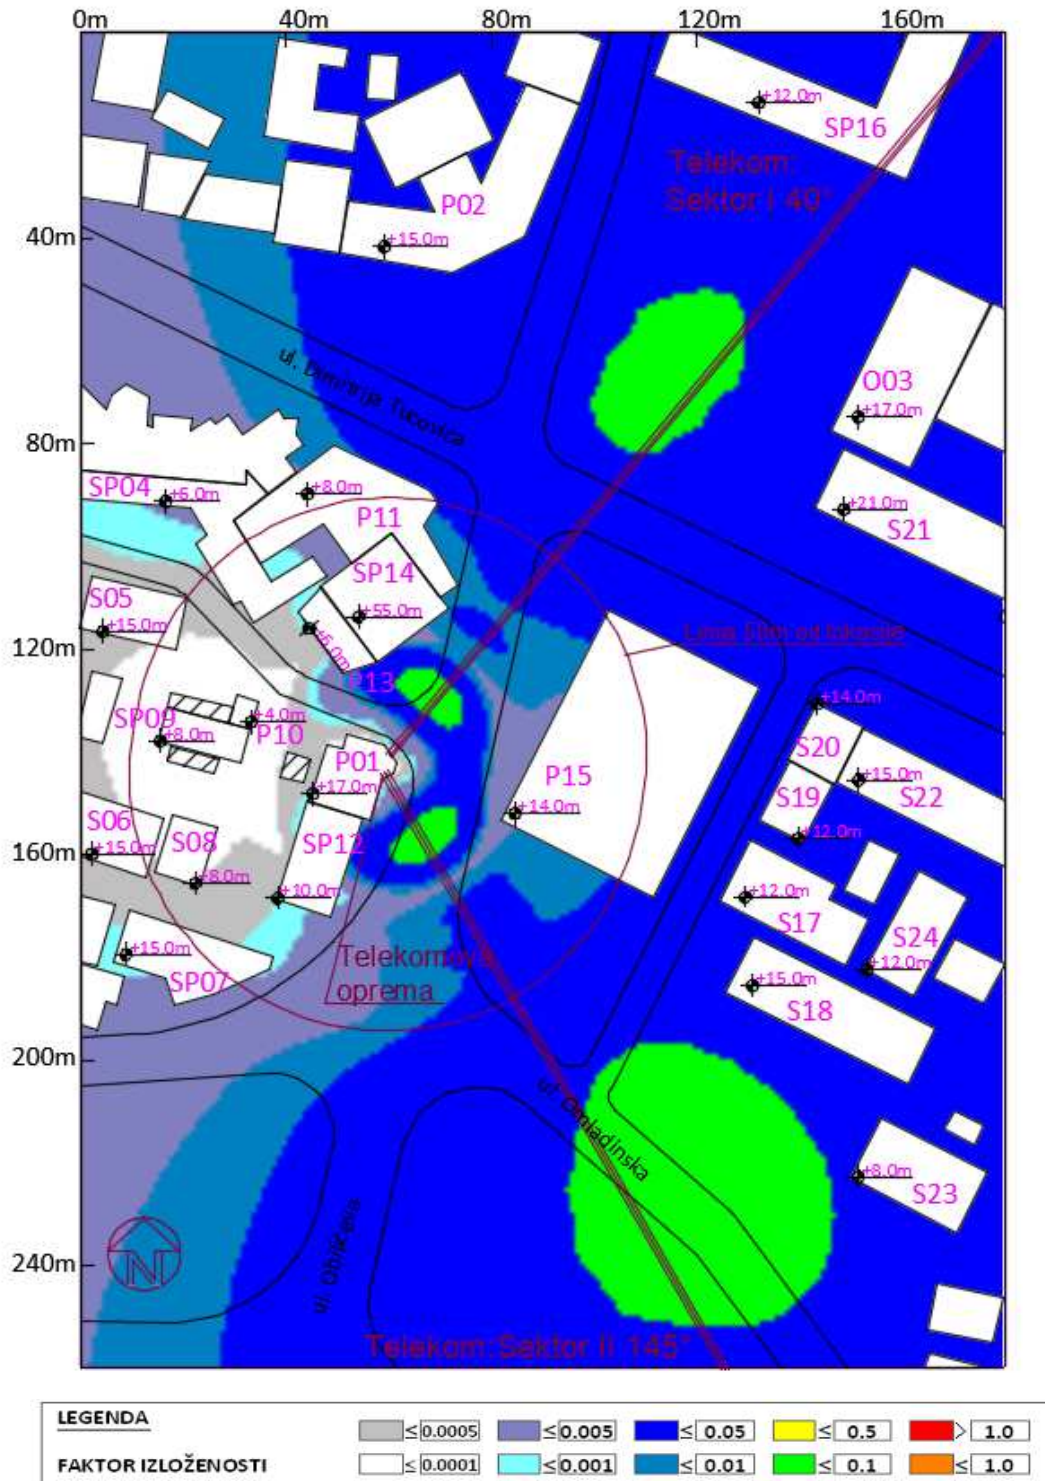 0m 40m 80m 120m 160m
+12.0m
SP16
Telekom:
Sektor I 40°
P02
+15.0m
40m
ul. Dimitrija Tucovića
O03
+17.0m
80m
SP04
+6.0m
+8.0m
P11
+21.0m
S21
SP14
+55.0m
S05
+15.0m
+6.0m
120m
P13
+14.0m
SP09
+8.0m
+4.0m
P10
P01
+17.0m
P15
+14.0m
S20
+15.0m
S22
S19
+12.0m
S06
+15.0m
S08
+8.0m
SP12
+10.0m
160m
+12.0m
S17
S24
+12.0m
+15.0m
SP07
Telekomova
oprema
+15.0m
S18
200m
ul. Omladinska
+8.0m
S23
N
240m
ul. Obilićeva
Telekom:Sektor II 145°
LEGENDA
≤ 0.0005 ≤ 0.005 ≤ 0.05 ≤ 0.5 > 1.0
FAKTOR IZLOŽENOSTI
≤ 0.0001 ≤ 0.001 ≤ 0.01 ≤ 0.1 ≤ 1.0